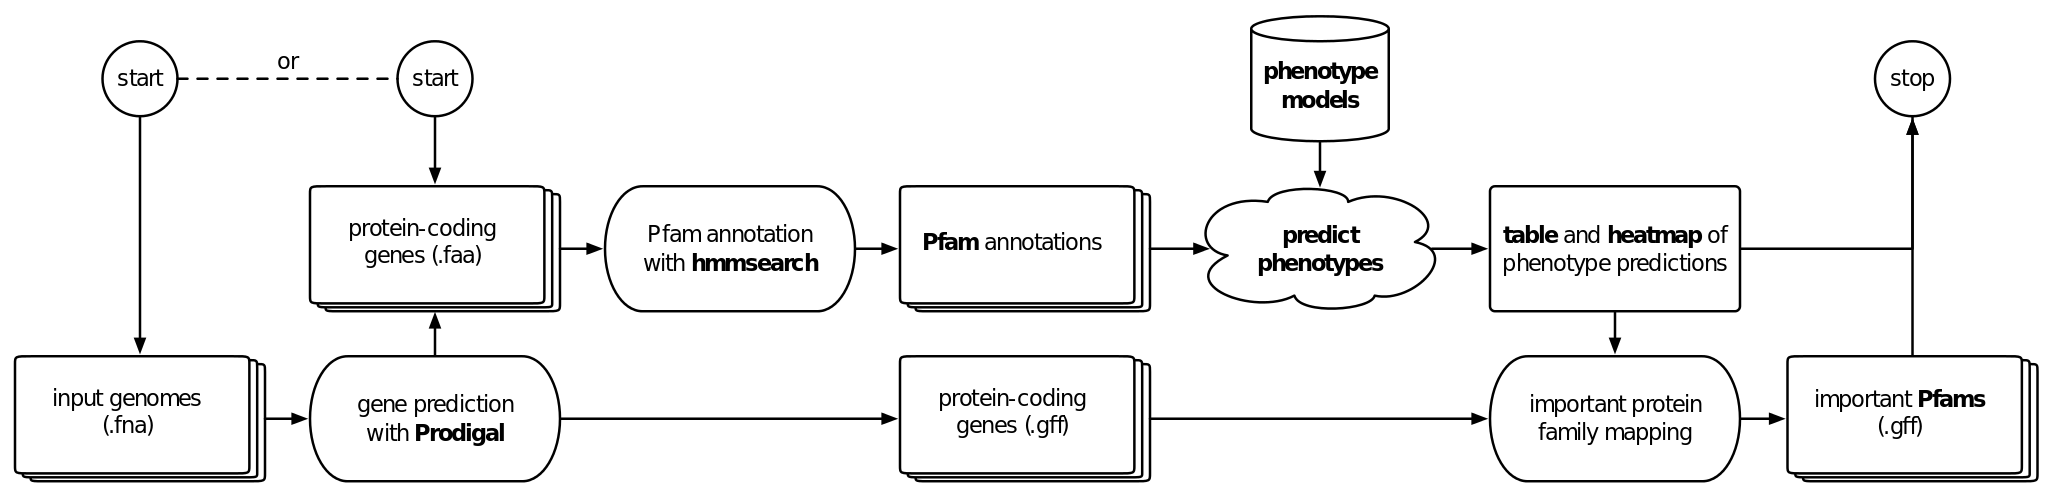 or
start
start
phenotype
models
stop
protein-coding
genes (.faa)
Pfam annotation
with hmmsearch
Pfam annotations
predict
phenotypes
table and heatmap of
phenotype predictions
input genomes
(.fna)
gene prediction
with Prodigal
protein-coding
genes (.gff)
important protein
family mapping
important Pfams
(.gff)